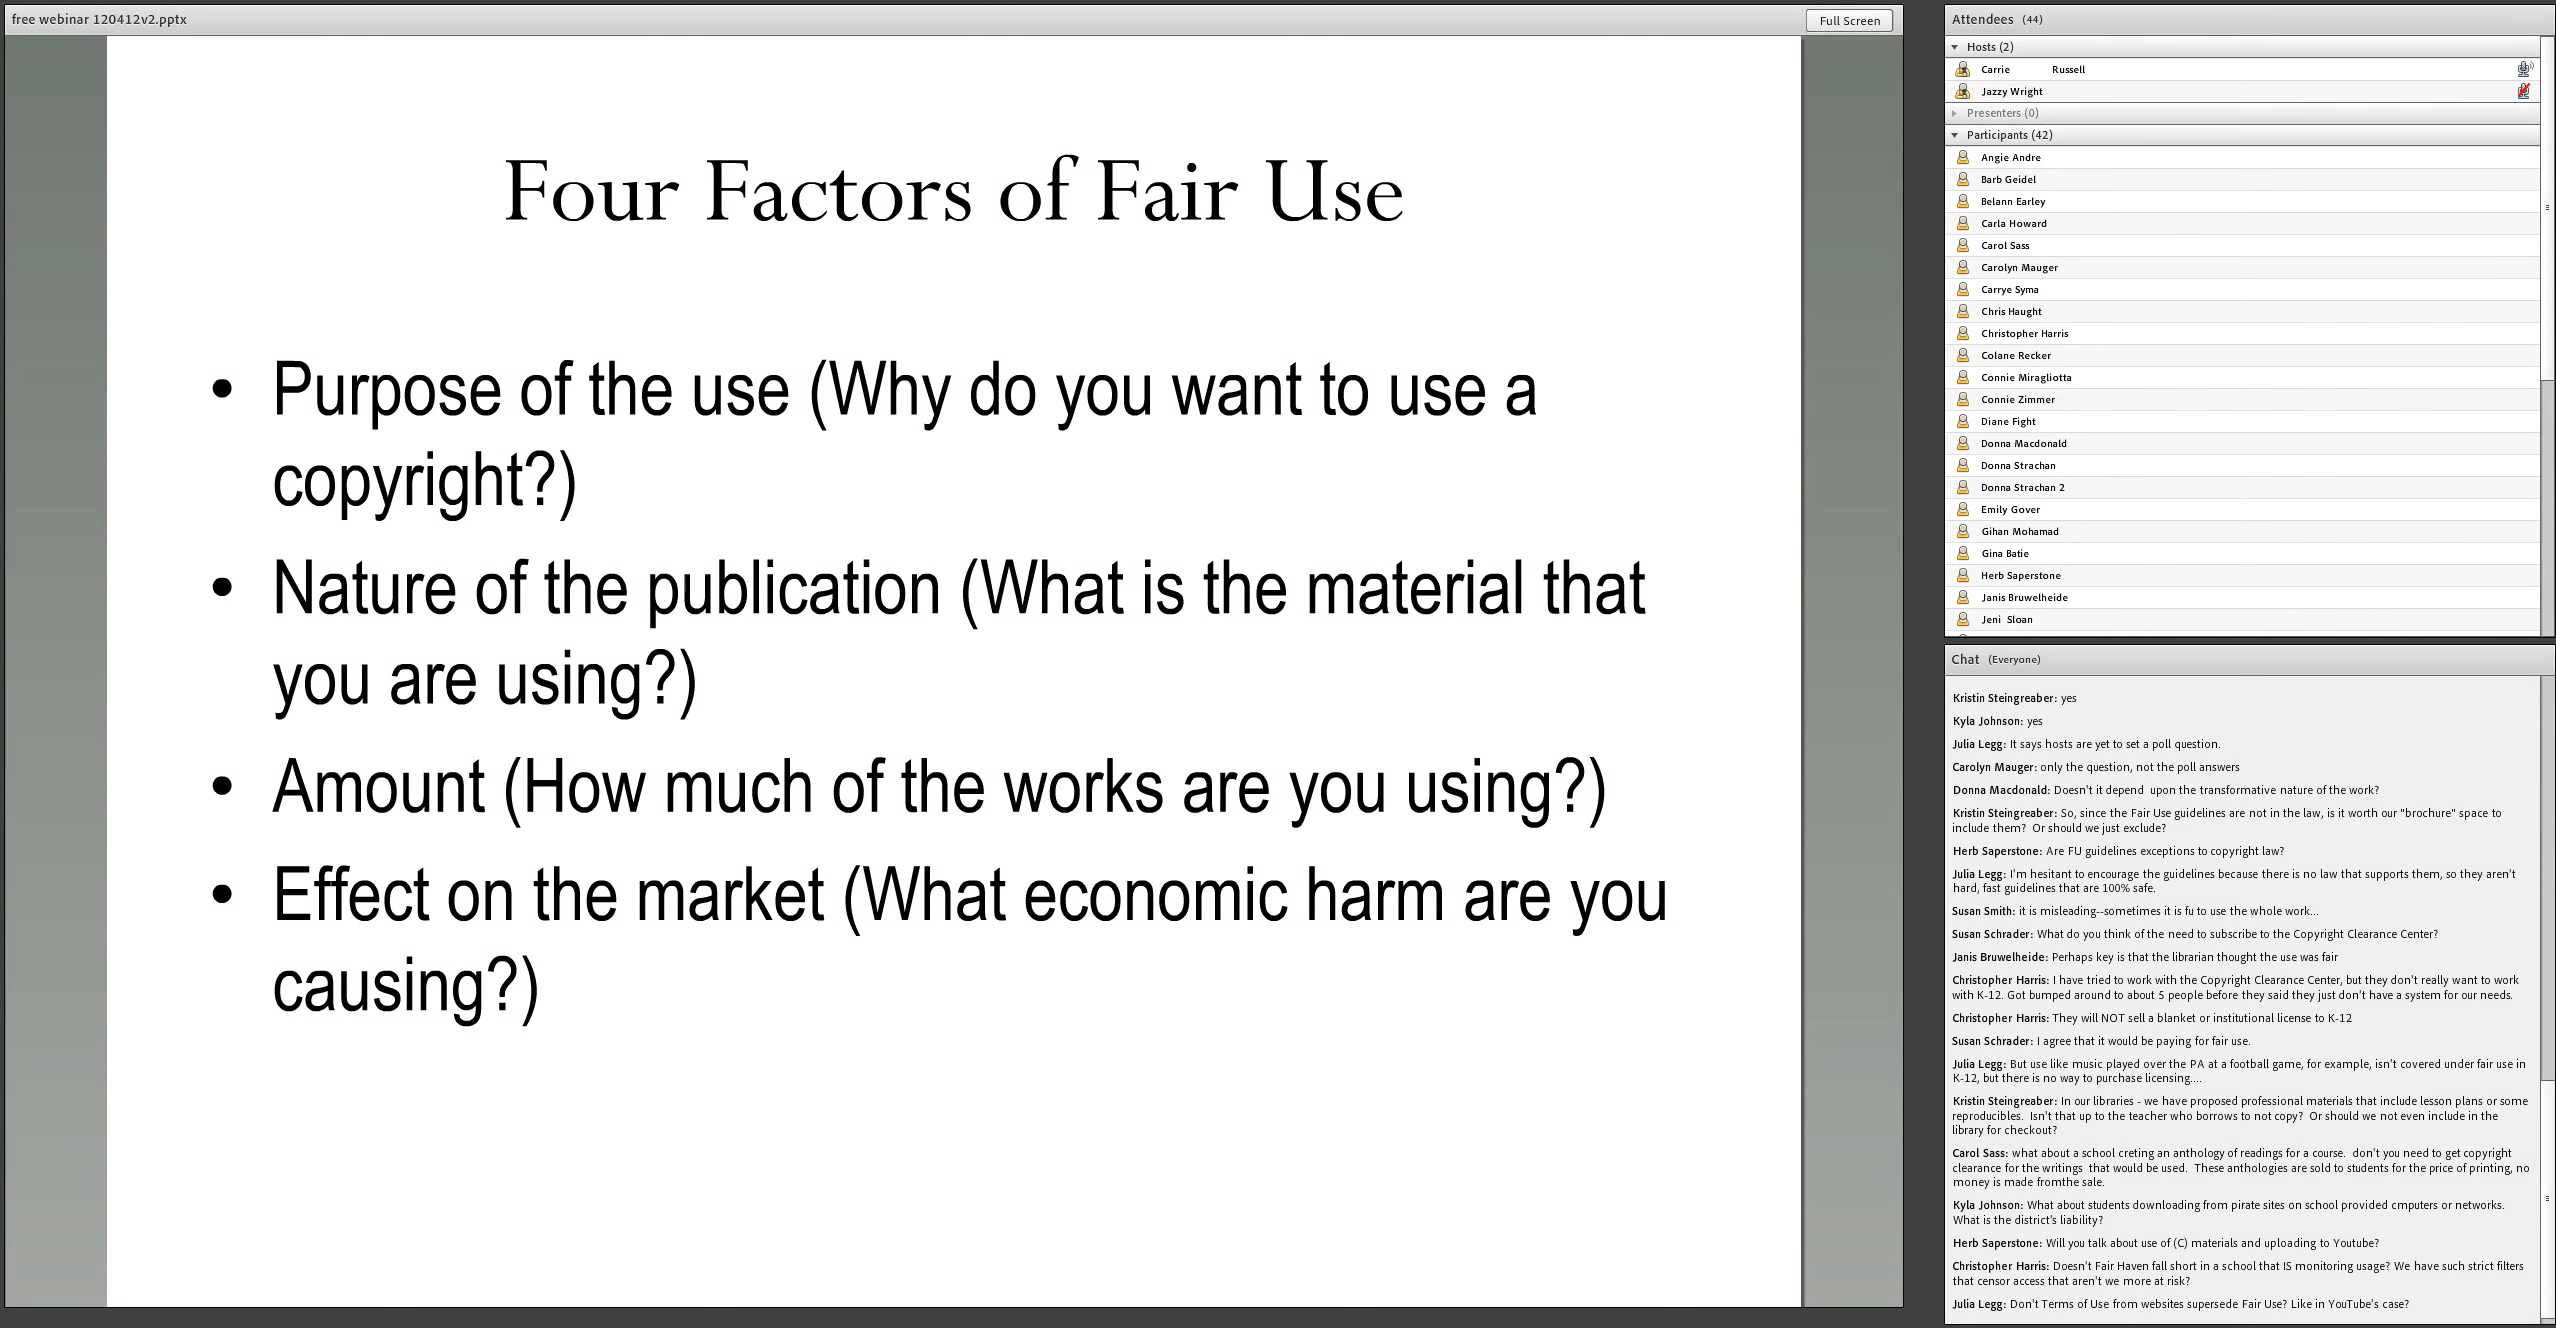 free webinar 120412v2.pptx
Full Screen
Four Factors of Fair Use
• Purpose of the use (Why do you want to use a
copyright?)
• Nature of the publication (What is the material that
you are using?)
• Amount (How much of the works are you using?)
• Effect on the market (What economic harm are you
causing?)
Attendees (44)
Hosts (2)
Carrie Russell
Jazzy Wright
Presenters (0)
Participants (42)
Angie Andre
Barb Geidel
Belann Earley
Carla Howard
Carol Sass
Carolyn Mauger
Carrye Syma
Chris Haught
Christopher Harris
Colane Recker
Connie Miragliotta
Connie Zimmer
Diane Fight
Donna Macdonald
Donna Strachan
Donna Strachan 2
Emily Gover
Gihan Mohamad
Gina Batie
Herb Saperstone
Janis Bruwelheide
Jeni Sloan
Chat (Everyone)
Kristin Steingreaber: yes
Kyla Johnson: yes
Julia Legg: It says hosts are yet to set a poll question.
Carolyn Mauger: only the question, not the poll answers
Donna Macdonald: Doesn't it depend upon the transformative nature of the work?
Kristin Steingreaber: So, since the Fair Use guidelines are not in the law, is it worth our "brochure" space to
include them? Or should we just exclude?
Herb Saperstone: Are FU guidelines exceptions to copyright law?
Julia Legg: I'm hesitant to encourage the guidelines because there is no law that supports them, so they aren't
hard, fast guidelines that are 100% safe.
Susan Smith: it is misleading--sometimes it is fu to use the whole work...
Susan Schrader: What do you think of the need to subscribe to the Copyright Clearance Center?
Janis Bruwelheide: Perhaps key is that the librarian thought the use was fair
Christopher Harris: I have tried to work with the Copyright Clearance Center, but they don't really want to work
with K-12. Got bumped around to about 5 people before they said they just don't have a system for our needs.
Christopher Harris: They will NOT sell a blanket or institutional license to K-12
Susan Schrader: I agree that it would be paying for fair use.
Julia Legg: But use like music played over the PA at a football game, for example, isn't covered under fair use in
K-12, but there is no way to purchase licensing....
Kristin Steingreaber: In our libraries - we have proposed professional materials that include lesson plans or some
reproducibles. Isn't that up to the teacher who borrows to not copy? Or should we not even include in the
library for checkout?
Carol Sass: what about a school creting an anthology of readings for a course. don't you need to get copyright
clearance for the writings that would be used. These anthologies are sold to students for the price of printing, no
money is made fromthe sale.
Kyla Johnson: What about students downloading from pirate sites on school provided cmputers or networks.
What is the district's liability?
Herb Saperstone: Will you talk about use of (C) materials and uploading to Youtube?
Christopher Harris: Doesn't Fair Haven fall short in a school that IS monitoring usage? We have such strict filters
that censor access that aren't we more at risk?
Julia Legg: Don't Terms of Use from websites supersede Fair Use? Like in YouTube's case?